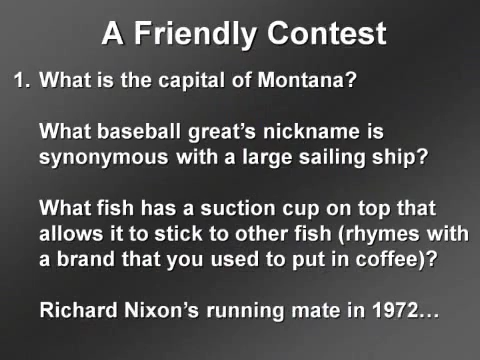 A Friendly Contest
1. What is the capital of Montana?
What baseball great’s nickname is
synonymous with a large sailing ship?
What fish has a suction cup on top that
allows it to stick to other fish (rhymes with
a brand that you used to put in coffee)?
Richard Nixon’s running mate in 1972…